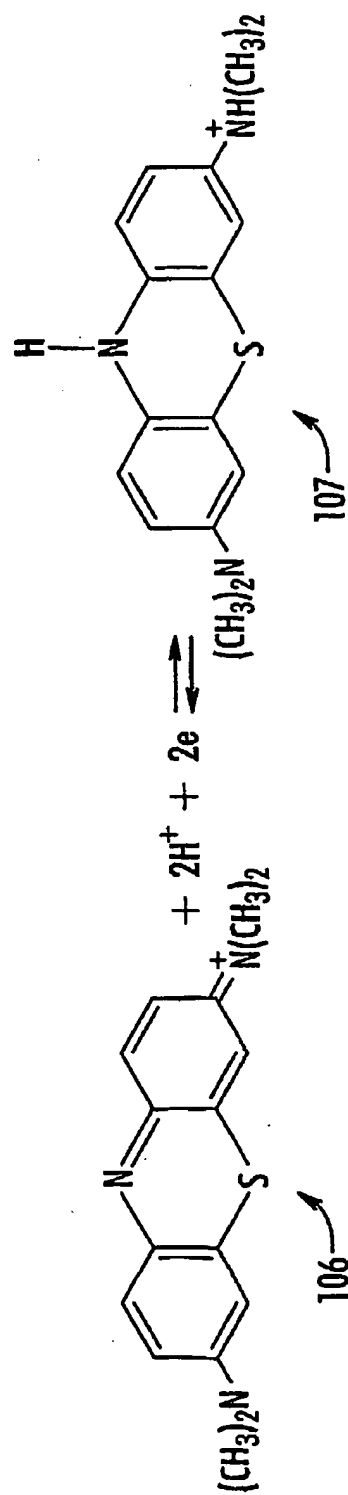 H
N
N
S
S
(CH3)2N
N+(CH3)2
+ 2H+ + 2e
(CH3)2N
+NH(CH3)2
106
107